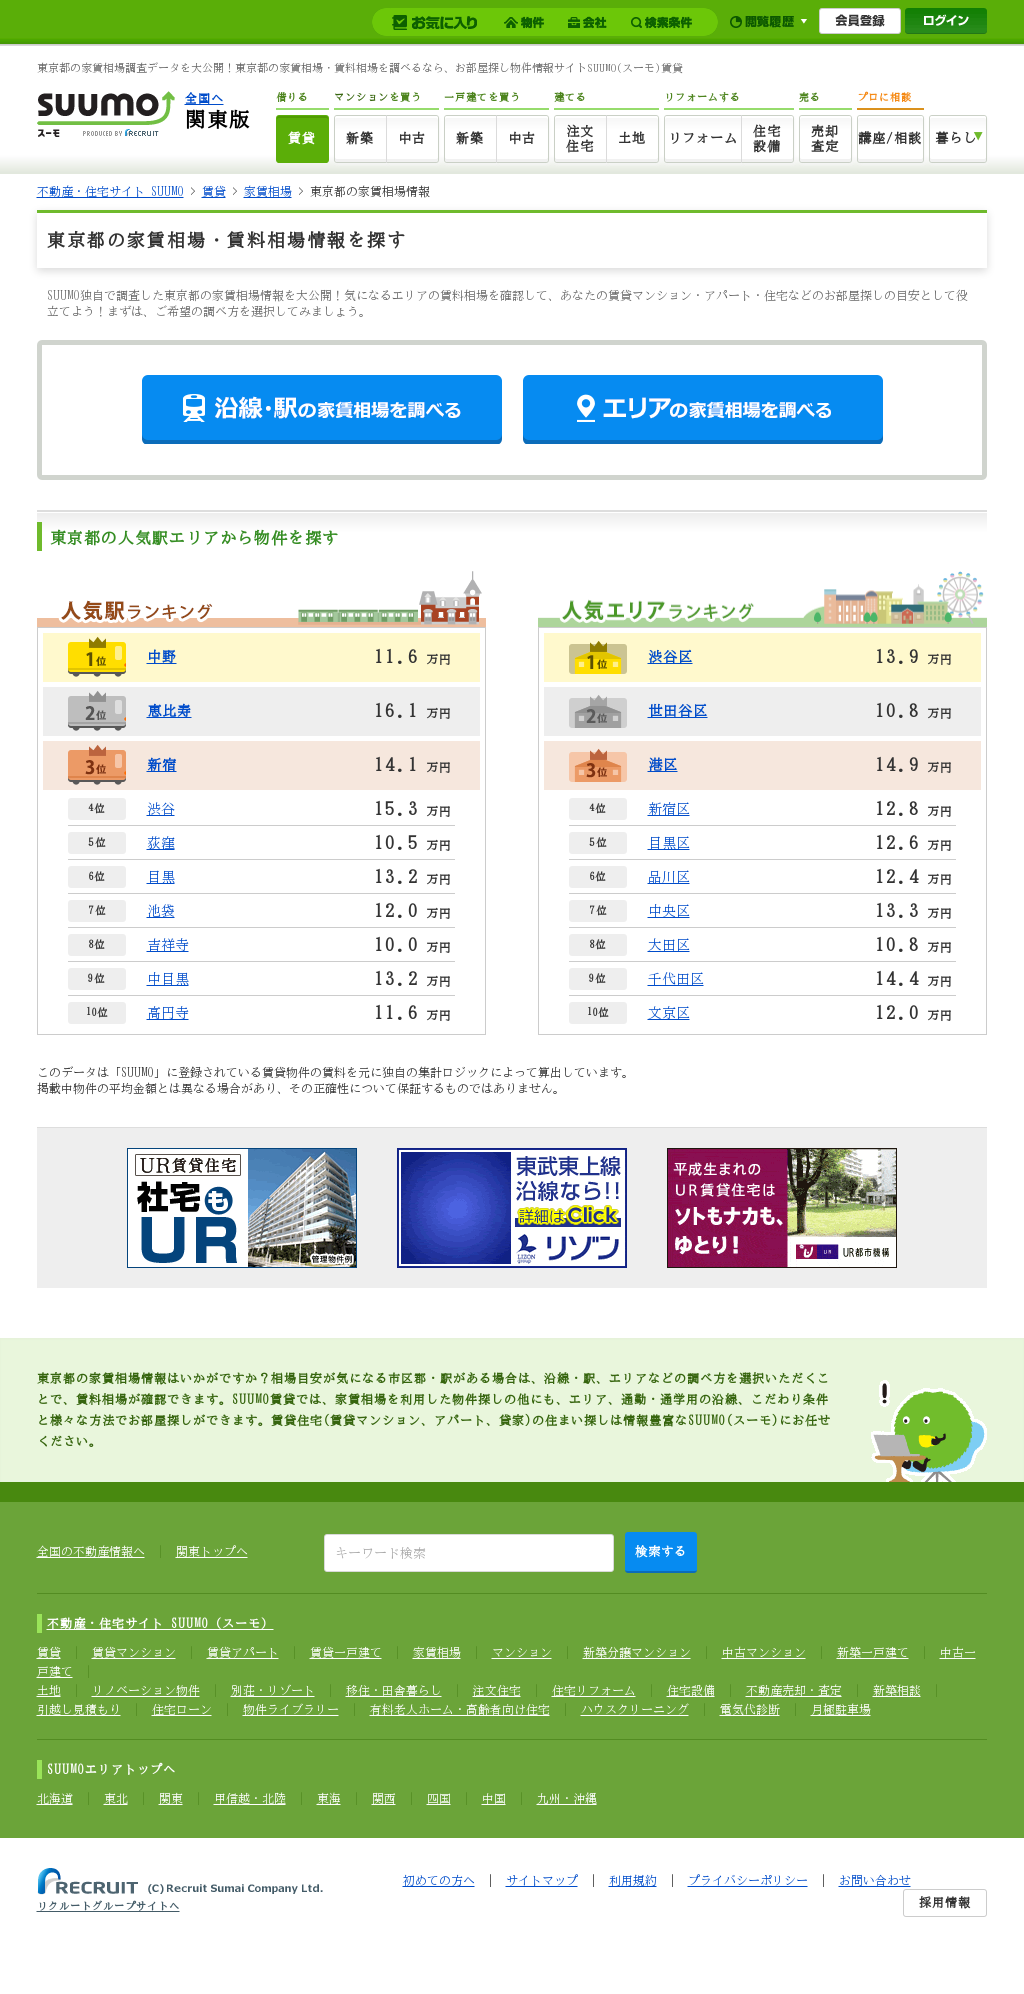 お気に入り 物件 会社 検索条件 閲覧履歴 会員登録 ログイン
東京都の家賃相場調査データを大公開！東京都の家賃相場・賃料相場を調べるなら、お部屋探し物件情報サイトSUUMO(スーモ)賃貸
suumo スーモ PRODUCED BY RECRUIT
全国へ
関東版
借りる マンションを買う 一戸建てを買う 建てる リフォームする 売る プロに相談
賃貸 新築 中古 新築 中古 注文住宅 土地 リフォーム 住宅設備 売却査定 講座/相談 暮らし
不動産・住宅サイト SUUMO > 賃貸 > 家賃相場 > 東京都の家賃相場情報
東京都の家賃相場・賃料相場情報を探す
SUUMO独自で調査した東京都の家賃相場情報を大公開！気になるエリアの賃料相場を確認して、あなたの賃貸マンション・アパート・住宅などのお部屋探しの目安として役
立てよう！まずは、ご希望の調べ方を選択してみましょう。
沿線・駅の家賃相場を調べる
エリアの家賃相場を調べる
東京都の人気駅エリアから物件を探す
人気駅ランキング
1位 中野 11.6 万円
2位 恵比寿 16.1 万円
3位 新宿 14.1 万円
4位 渋谷 15.3 万円
5位 荻窪 10.5 万円
6位 目黒 13.2 万円
7位 池袋 12.0 万円
8位 吉祥寺 10.0 万円
9位 中目黒 13.2 万円
10位 高円寺 11.6 万円
人気エリアランキング
1位 渋谷区 13.9 万円
2位 世田谷区 10.8 万円
3位 港区 14.9 万円
4位 新宿区 12.8 万円
5位 目黒区 12.6 万円
6位 品川区 12.4 万円
7位 中央区 13.3 万円
8位 大田区 10.8 万円
9位 千代田区 14.4 万円
10位 文京区 12.0 万円
このデータは「SUUMO」に登録されている賃貸物件の賃料を元に独自の集計ロジックによって算出しています。
掲載中物件の平均金額とは異なる場合があり、その正確性について保証するものではありません。
UR賃貸住宅
社宅も
UR
管理物件例
東武東上線
沿線なら!!
詳細はClick
LIZON group リゾン
平成生まれの
UR賃貸住宅は
ソトもナカも、
ゆとり!
UR UR都市機構
東京都の家賃相場情報はいかがですか？相場目安が気になる市区郡・駅がある場合は、沿線・駅、エリアなどの調べ方を選択いただくこ
とで、賃料相場が確認できます。SUUMO賃貸では、家賃相場を利用した物件探しの他にも、エリア、通勤・通学用の沿線、こだわり条件
と様々な方法でお部屋探しができます。賃貸住宅(賃貸マンション、アパート、貸家)の住まい探しは情報豊富なSUUMO(スーモ)にお任せ
ください。
全国の不動産情報へ 関東トップへ キーワード検索 検索する
不動産・住宅サイト SUUMO (スーモ)
賃貸 賃貸マンション 賃貸アパート 賃貸一戸建て 家賃相場 マンション 新築分譲マンション 中古マンション 新築一戸建て 中古一
戸建て
土地 リノベーション物件 別荘・リゾート 移住・田舎暮らし 注文住宅 住宅リフォーム 住宅設備 不動産売却・査定 新築相談
引越し見積もり 住宅ローン 物件ライブラリー 有料老人ホーム・高齢者向け住宅 ハウスクリーニング 電気代診断 月極駐車場
SUUMOエリアトップへ
北海道 東北 関東 甲信越・北陸 東海 関西 四国 中国 九州・沖縄
RECRUIT (C)Recruit Sumai Company Ltd.
リクルートグループサイトへ
初めての方へ | サイトマップ | 利用規約 | プライバシーポリシー | お問い合わせ
採用情報